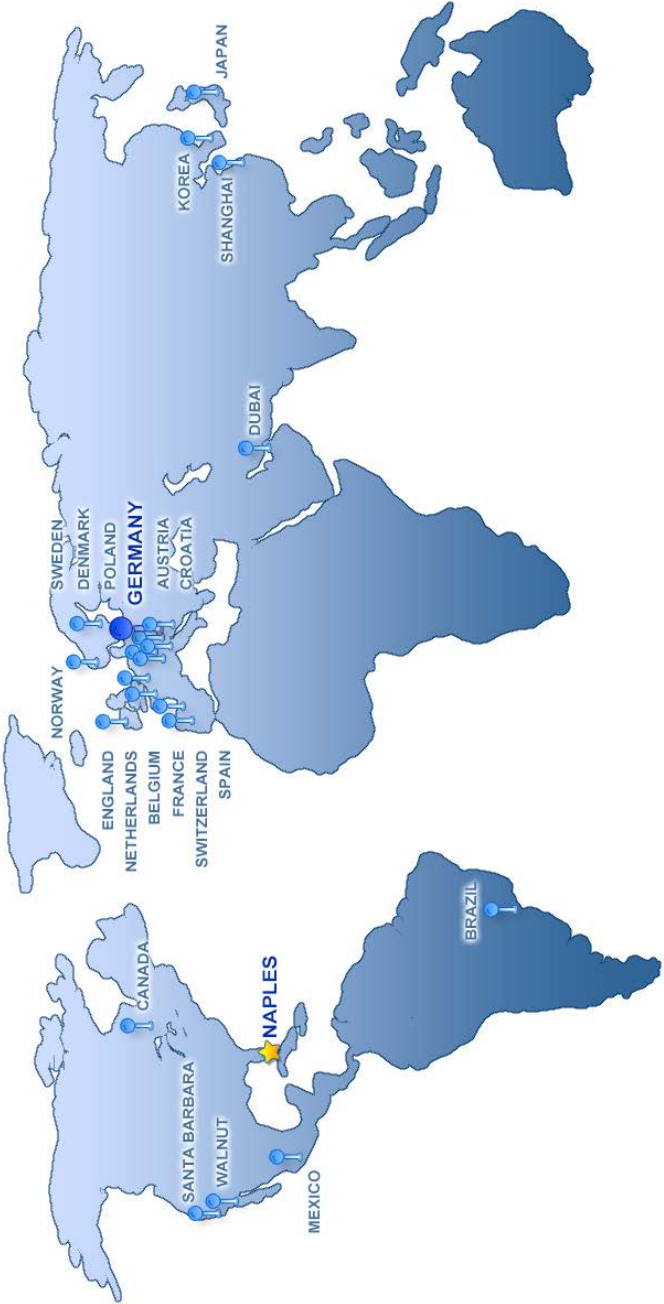 CANADA
SANTA BARBARA
WALNUT
NAPLES
MEXICO
BRAZIL
NORWAY
ENGLAND
NETHERLANDS
BELGIUM
FRANCE
SWITZERLAND
SPAIN
SWEDEN
DENMARK
POLAND
GERMANY
AUSTRIA
CROATIA
DUBAI
KOREA
SHANGHAI
JAPAN